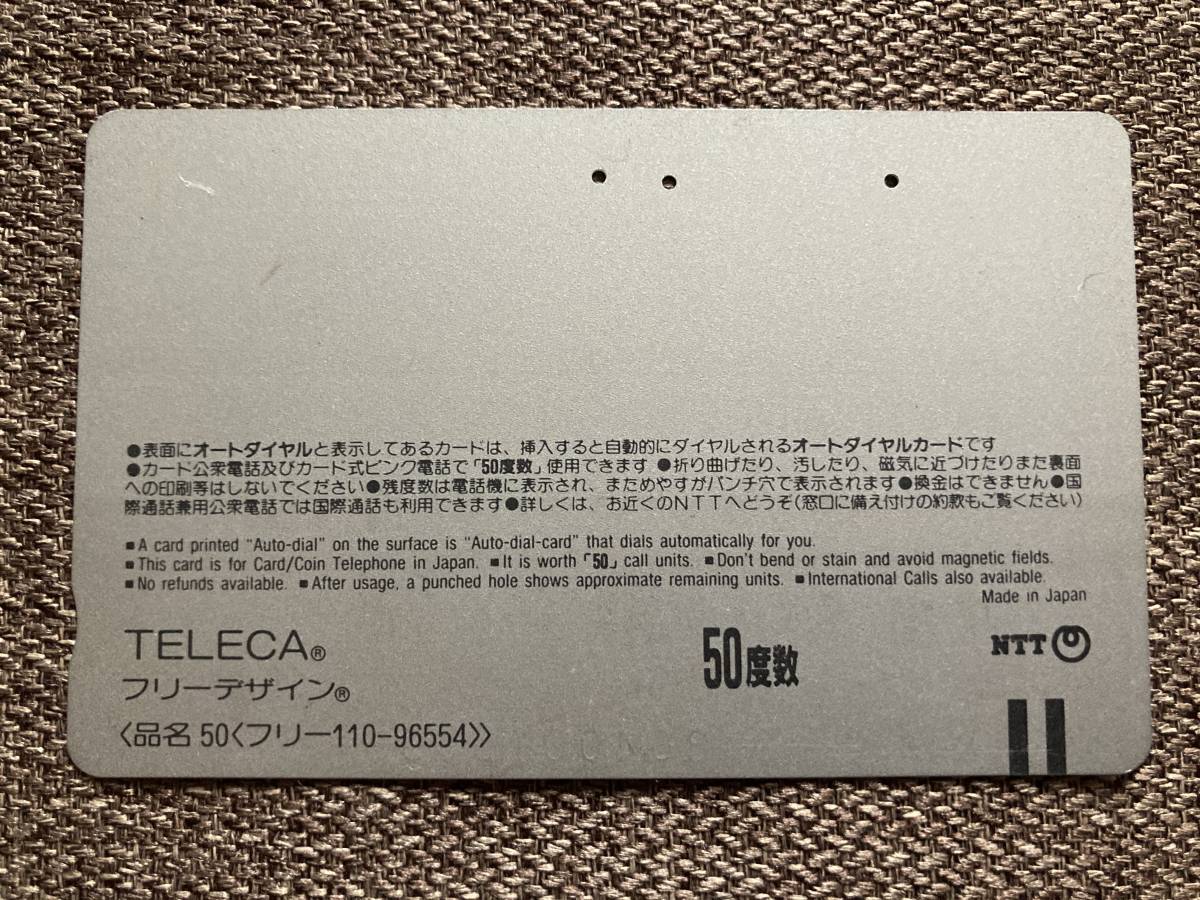 ●表面にオートダイヤルと表示してあるカードは、挿入すると自動的にダイヤルされるオートダイヤルカードです
●カード公衆電話及びカード式ピンク電話で「50度数」使用できます ●折り曲げたり、汚したり、磁気に近づけたりまた裏面
への印刷等はしないでください●残度数は電話機に表示され、まためやすがパンチ穴で表示されます●換金はできません●国
際通話兼用公衆電話では国際通話も利用できます●詳しくは、お近くのNTTへどうぞ(窓口に備え付けの約款もご覧ください)
■A card printed "Auto-dial" on the surface is "Auto-dial-card" that dials automatically for you.
■This card is for Card/Coin Telephone in Japan. ■It is worth「50」call units. ■Don't bend or stain and avoid magnetic fields.
■No refunds available. ■After usage, a punched hole shows approximate remaining units. ■International Calls also available.
Made in Japan
TELECA®
フリーデザイン®
50度数
NTT
〈品名 50〈フリー110-96554〉〉